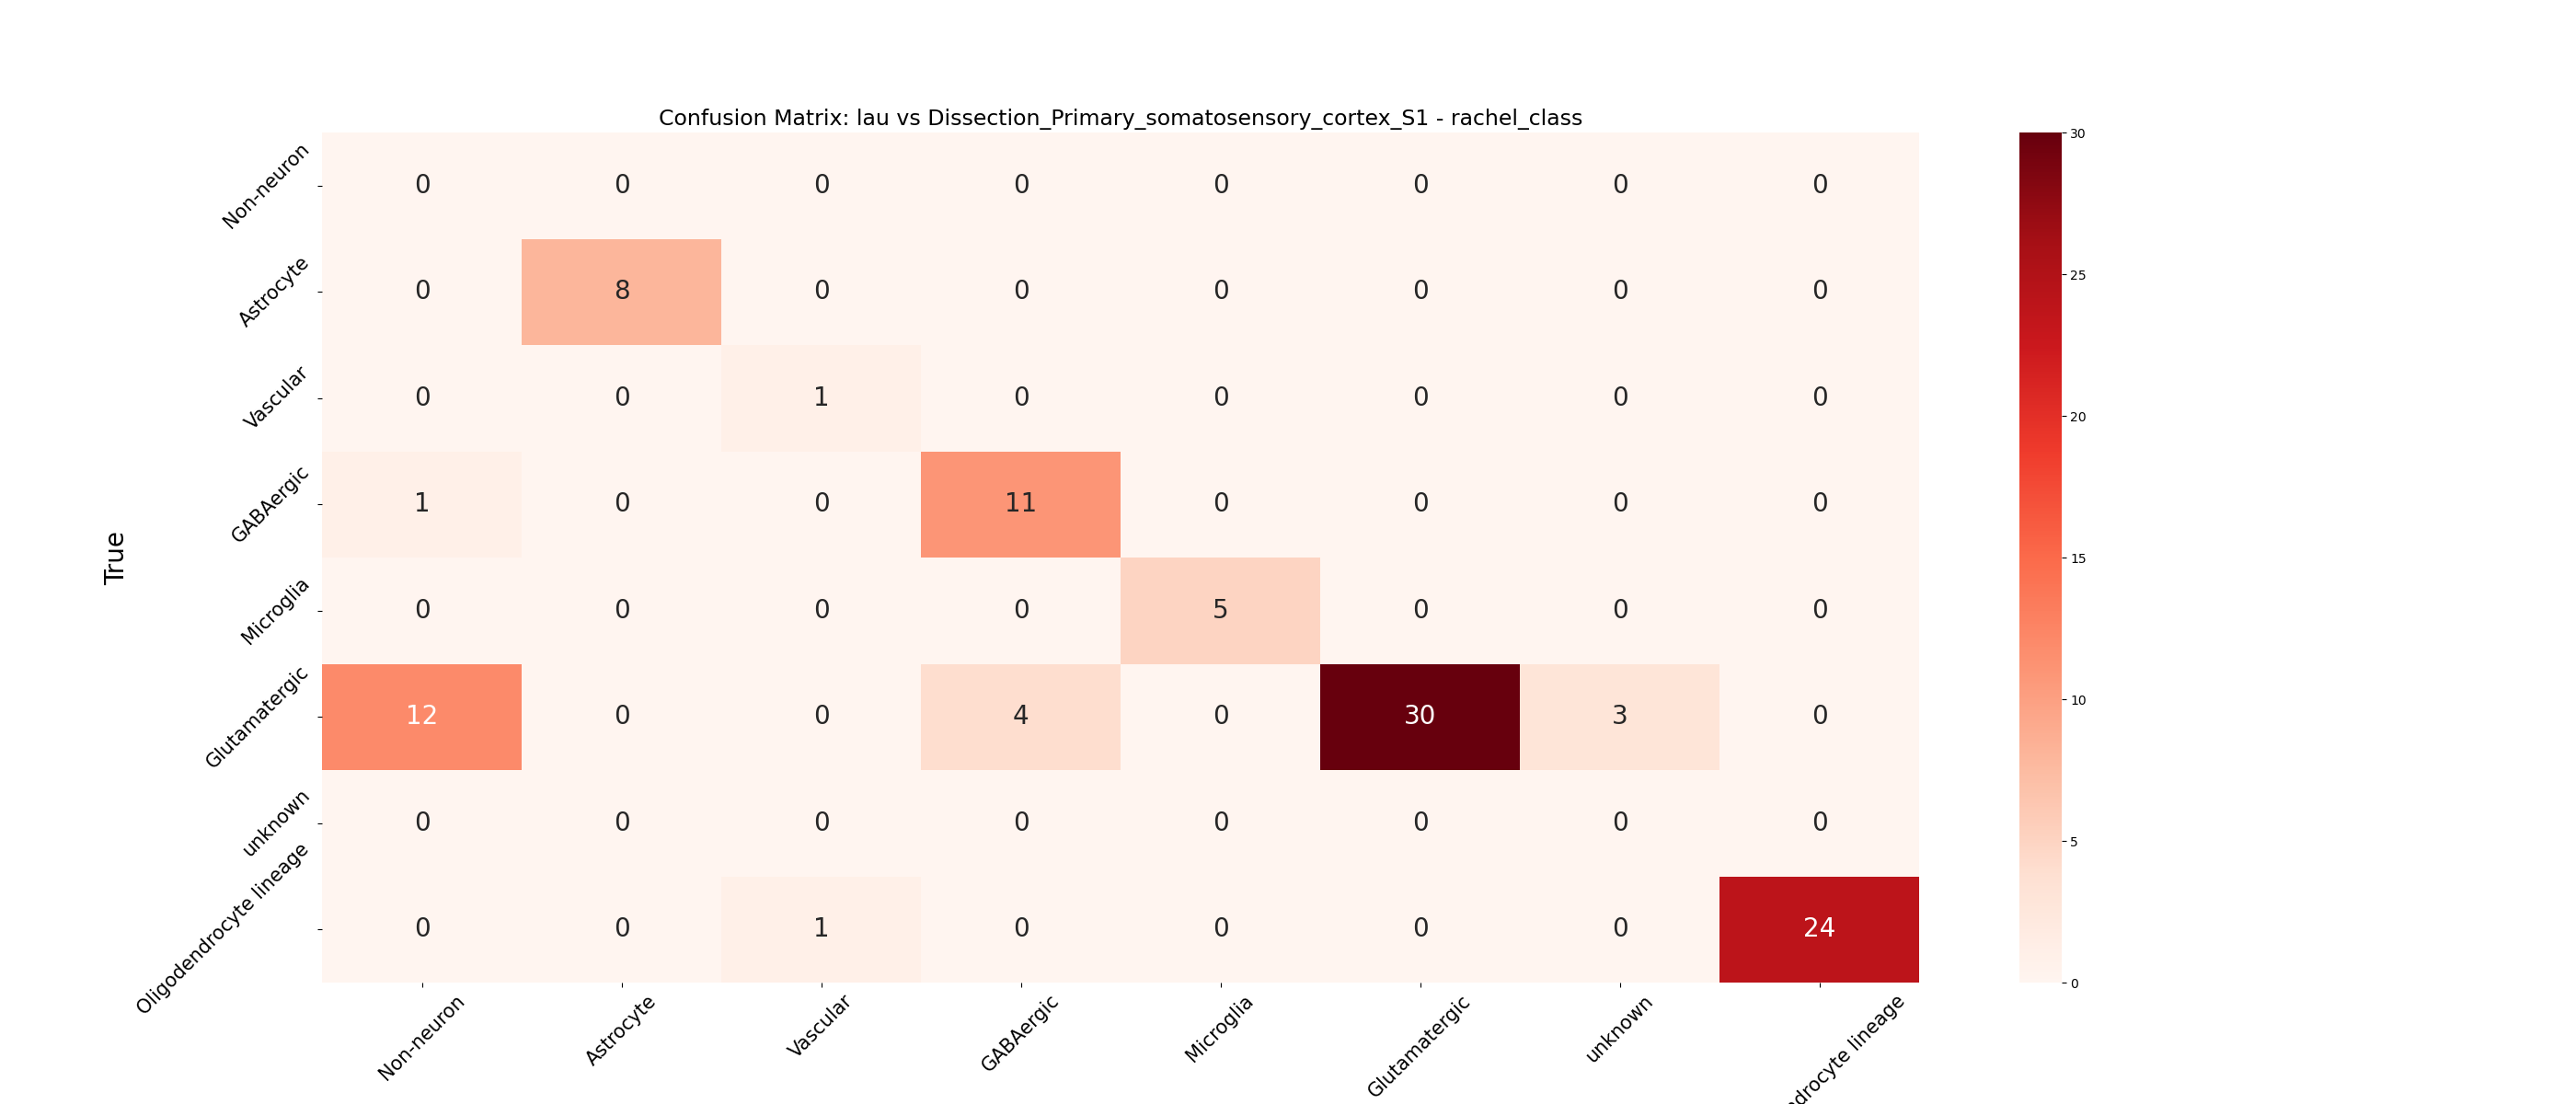 Confusion Matrix: lau vs Dissection_Primary_somatosensory_cortex_S1 - rachel_class
True
Non-neuron 0 0 0 0 0 0 0 0
Astrocyte 0 8 0 0 0 0 0 0
Vascular 0 0 1 0 0 0 0 0
GABAergic 1 0 0 11 0 0 0 0
Microglia 0 0 0 0 5 0 0 0
Glutamatergic 12 0 0 4 0 30 3 0
unknown 0 0 0 0 0 0 0 0
Oligodendrocyte lineage 0 0 1 0 0 0 0 24
Non-neuron Astrocyte Vascular GABAergic Microglia Glutamatergic unknown lineage
30
25
20
15
10
5
0